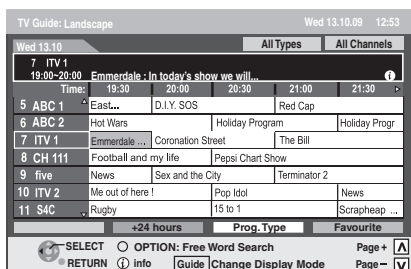 TV Guide: Landscape Wed 13.10.09 12:53
Wed 13.10 All Types All Channels
7 ITV 1
19:00~20:00 Emmerdale : In today's show we will...
Time: 19:30 20:00 20:30 21:00 21:30
5 ABC 1 East... D.I.Y. SOS Red Cap
6 ABC 2 Hot Wars Holiday Program Holiday Progr
7 ITV 1 Emmerdale ... Coronation Street The Bill
8 CH 111 Football and my life Pepsi Chart Show
9 five News Sex and the City Terminator 2
10 ITV 2 Me out of here ! Pop Idol News
11 S4C Rugby 15 to 1 Scrapheap ...
+24 hours Prog. Type Favourite
SELECT OPTION: Free Word Search Page+
RETURN i info Guide Change Display Mode Page−